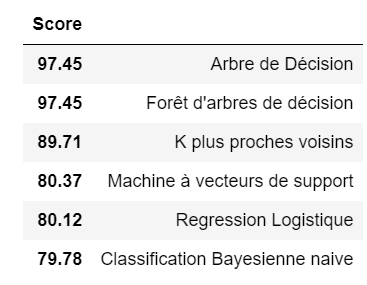 Score
97.45 Arbre de Décision
97.45 Forêt d'arbres de décision
89.71 K plus proches voisins
80.37 Machine à vecteurs de support
80.12 Regression Logistique
79.78 Classification Bayesienne naive